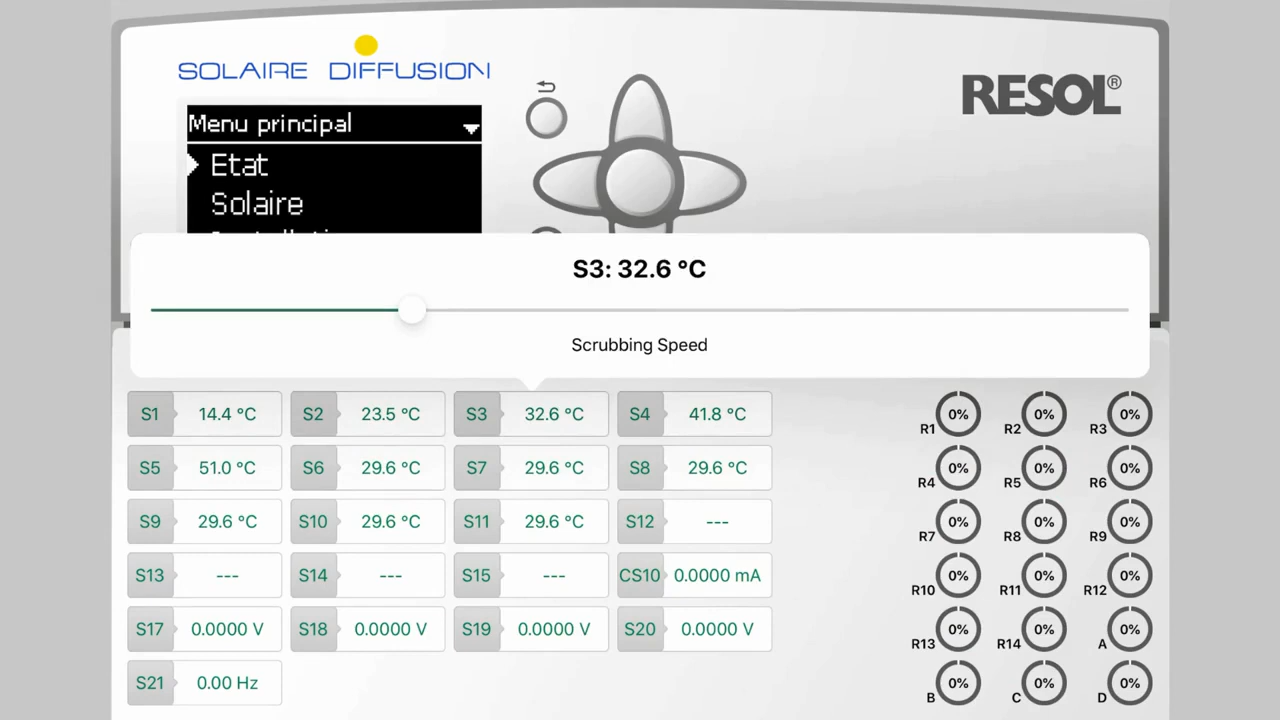 SOLAIRE DIFFUSION
RESOL®
Menu principal
Etat
Solaire
S3: 32.6 °C
Scrubbing Speed
S1 14.4 °C S2 23.5 °C S3 32.6 °C S4 41.8 °C
R1 0% R2 0% R3 0%
S5 51.0 °C S6 29.6 °C S7 29.6 °C S8 29.6 °C
R4 0% R5 0% R6 0%
S9 29.6 °C S10 29.6 °C S11 29.6 °C S12 ---
R7 0% R8 0% R9 0%
S13 --- S14 --- S15 --- CS10 0.0000 mA
R10 0% R11 0% R12 0%
S17 0.0000 V S18 0.0000 V S19 0.0000 V S20 0.0000 V
R13 0% R14 0% A 0%
S21 0.00 Hz
B 0% C 0% D 0%